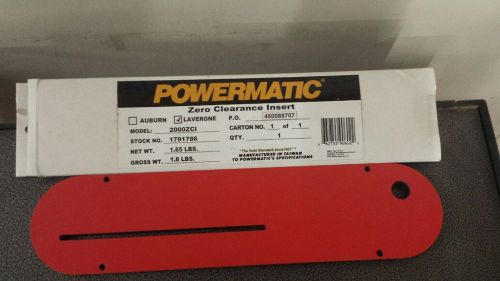 POWERMATIC®
Zero Clearance Insert
AUBURN ✓ LAVERGNE P.O. 450088707
MODEL: 2000ZCI CARTON NO. 1 of 1
STOCK NO. 1791786 QTY. 1
NET WT. 1.65 LBS.
GROSS WT. 1.8 LBS.
"The Gold Standard since 1921"
MANUFACTURED IN TAIWAN
TO POWERMATIC'S SPECIFICATIONS